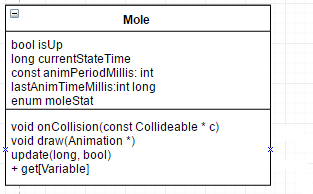 Mole
bool isUp
long currentStateTime
const animPeriodMillis: int
lastAnimTimeMillis:int long
enum moleStat
void onCollision(const Collideable * c)
void draw(Animation *)
update(long, bool)
+ get[Variable]